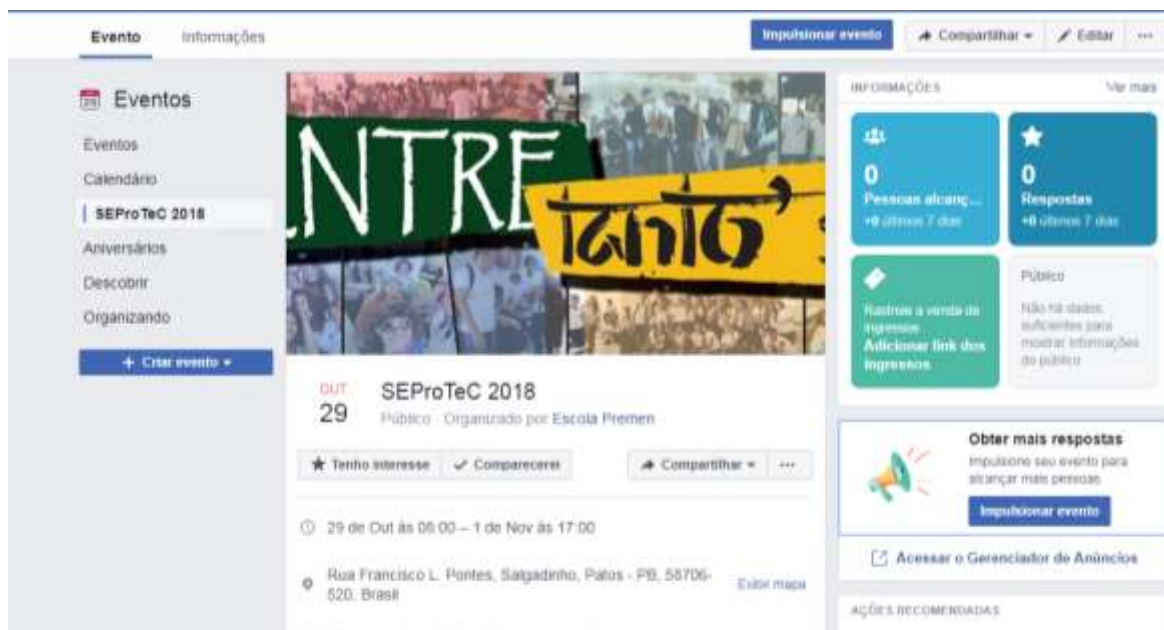 Evento Informações
Impulsionar evento Compartilhar Editar ...
Eventos
Eventos
Calendário
SEProTeC 2018
Aniversários
Descobrir
Organizando
+ Criar evento
NTRE
tanto's
OUT
29
SEProTeC 2018
Público · Organizado por Escola Premen
Tenho interesse Comparecerei Compartilhar ...
29 de Out às 08:00 – 1 de Nov às 17:00
Rua Francisco L. Pontes, Salgadinho, Patos - PB, 58706-
520, Brasil
Exibir mapa
INFORMAÇÕES Ver mais
0
Pessoas alcanç...
+0 últimos 7 dias
0
Respostas
+0 últimos 7 dias
Rastreie a venda de
ingressos
Adicionar link dos
ingressos
Público
Não há dados
suficientes para
mostrar informações
do público
Obter mais respostas
Impulsione seu evento para
alcançar mais pessoas
Impulsionar evento
Acessar o Gerenciador de Anúncios
AÇÕES RECOMENDADAS